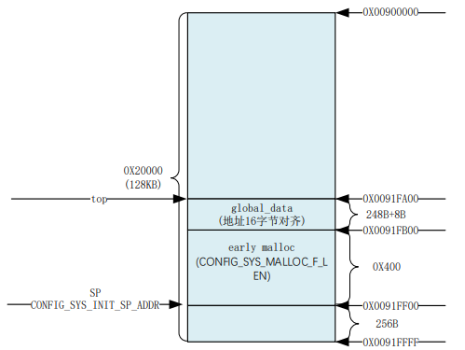 0X00900000
0X20000
(128KB)
top
0X0091FA00
global_data
(地址16字节对齐)
248B+8B
0X0091FB00
early malloc
(CONFIG_SYS_MALLOC_F_L
EN)
0X400
SP
CONFIG_SYS_INIT_SP_ADDR
0X0091FF00
256B
0X0091FFFF